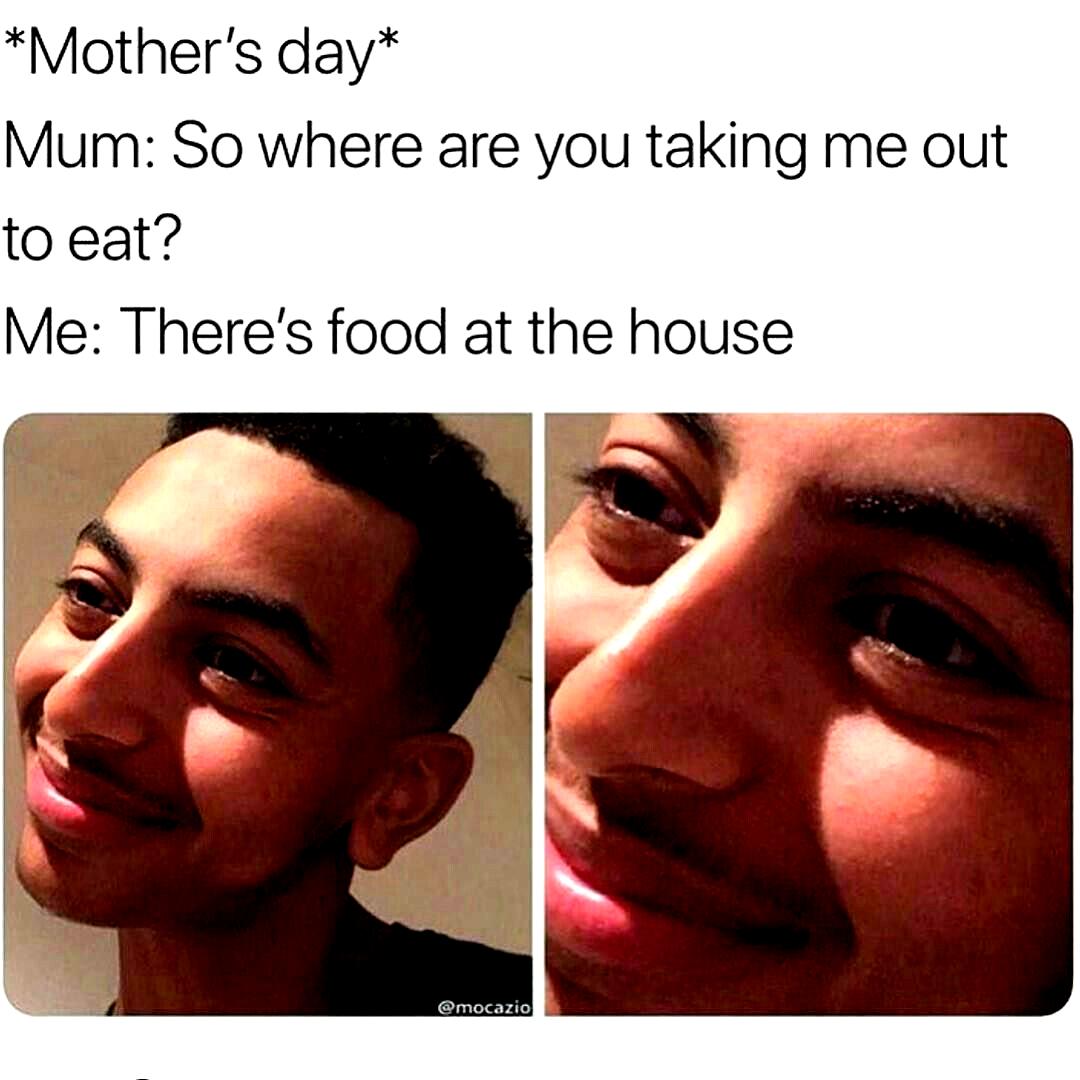 *Mother's day*
Mum: So where are you taking me out
to eat?
Me: There's food at the house
@mocazio